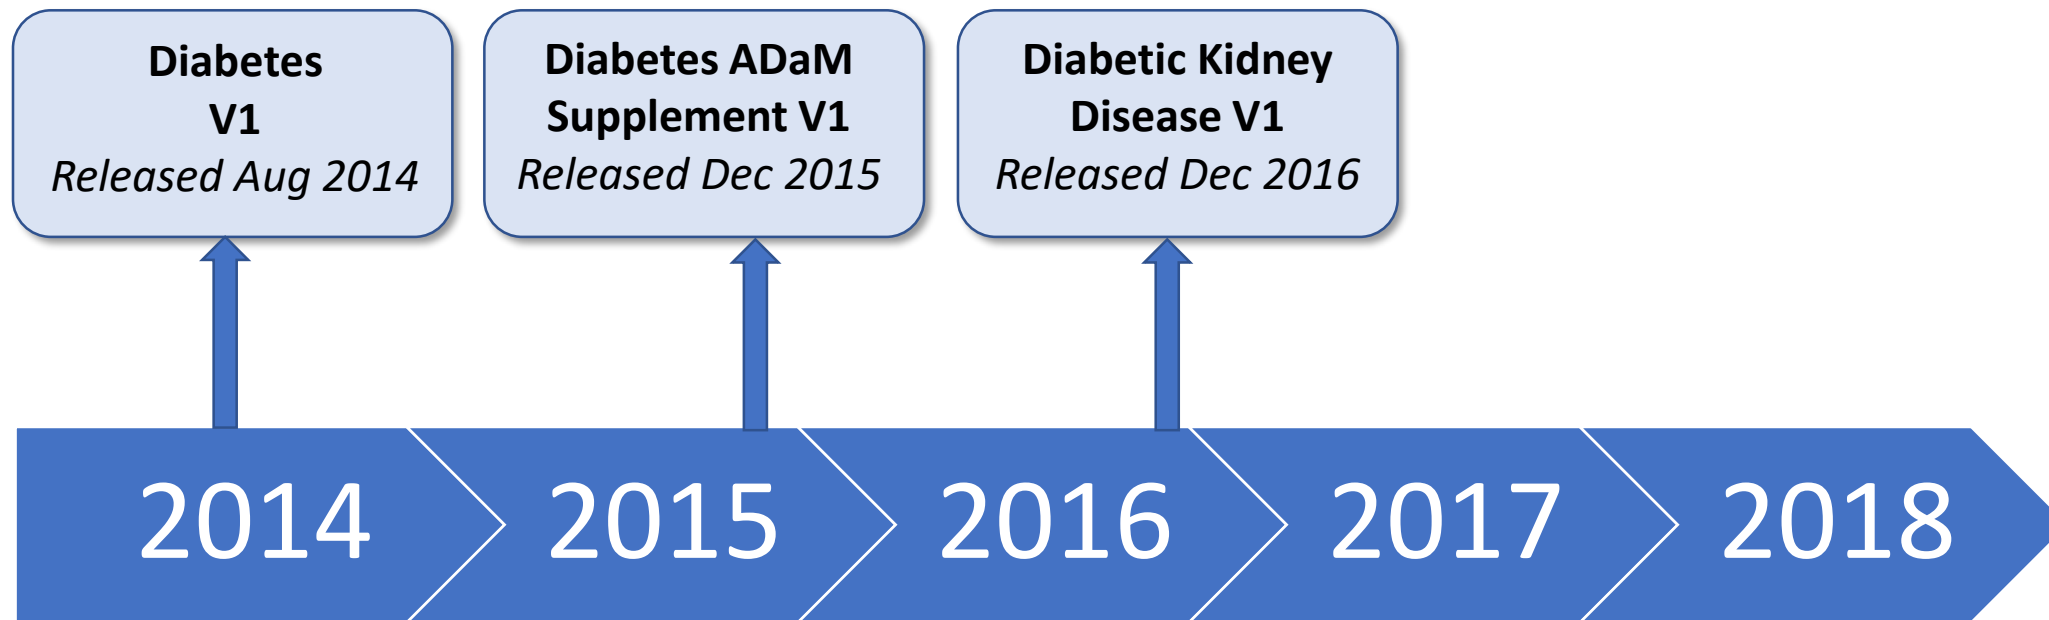 Diabetes
V1
Released Aug 2014
Diabetes ADaM
Supplement V1
Released Dec 2015
Diabetic Kidney
Disease V1
Released Dec 2016
2014
2015
2016
2017
2018